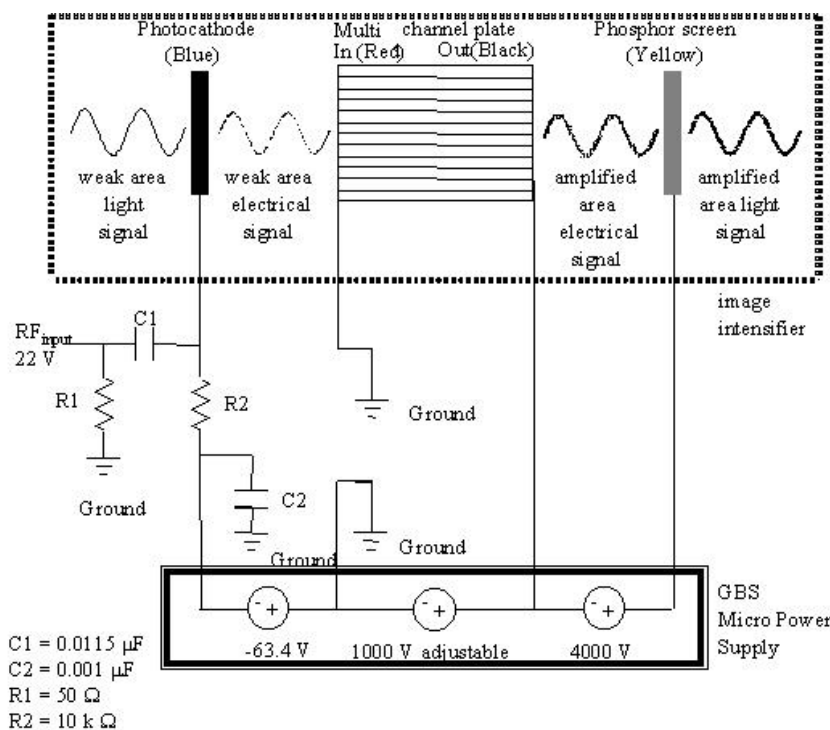 Photocathode
(Blue)
Multi channel plate
In (Red) Out(Black)
Phosphor screen
(Yellow)
weak area
light
signal
weak area
electrical
signal
amplified
area
electrical
signal
amplified
area light
signal
image
intensifier
RFinput
22 V
C1
R1
R2
Ground
Ground
C2
Ground
Ground
- +
- +
- +
-63.4 V
1000 V adjustable
4000 V
GBS
Micro Power
Supply
C1 = 0.0115 μF
C2 = 0.001 μF
R1 = 50 Ω
R2 = 10 k Ω